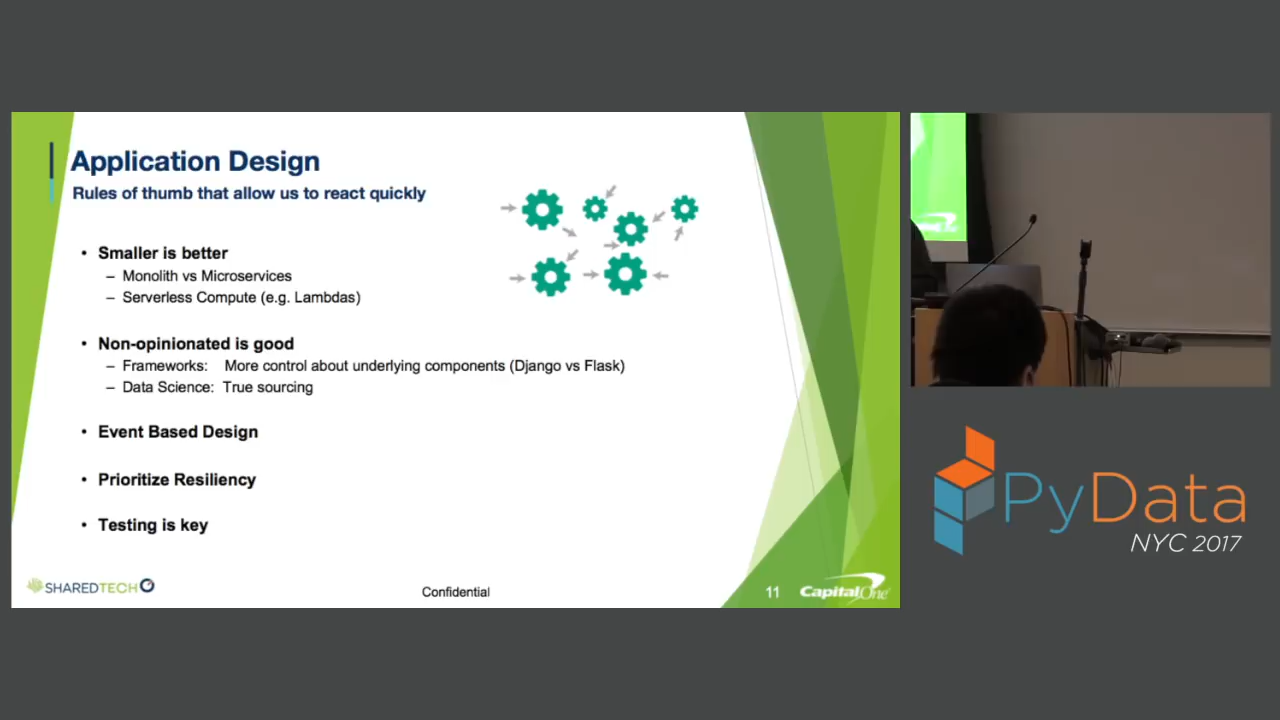 Application Design
Rules of thumb that allow us to react quickly
• Smaller is better
– Monolith vs Microservices
– Serverless Compute (e.g. Lambdas)
• Non-opinionated is good
– Frameworks: More control about underlying components (Django vs Flask)
– Data Science: True sourcing
• Event Based Design
• Prioritize Resiliency
• Testing is key
SHAREDTECH
Confidential
11
CapitalOne
PyData
NYC 2017